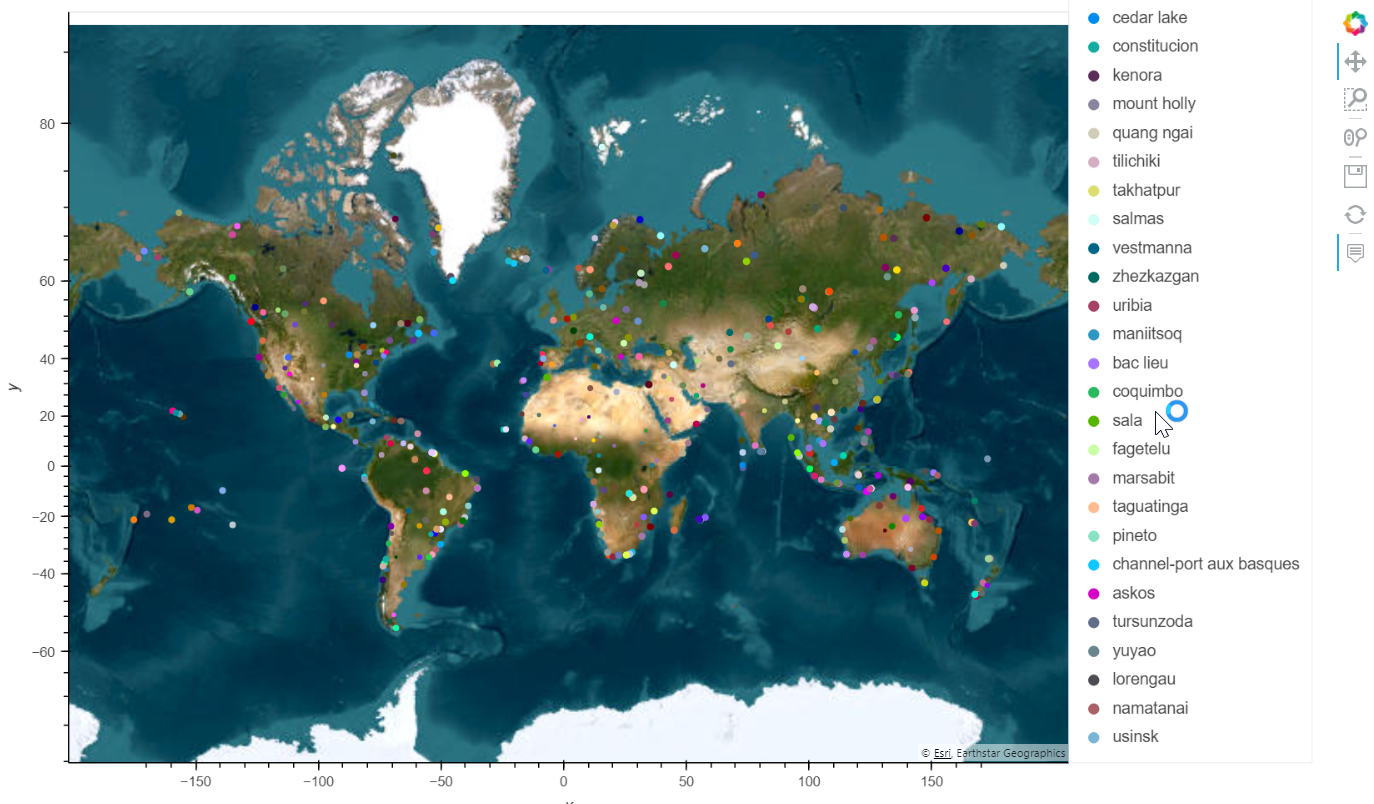 cedar lake
constitucion
kenora
mount holly
quang ngai
tilichiki
takhatpur
salmas
vestmanna
zhezkazgan
uribia
maniitsoq
bac lieu
coquimbo
sala
fagetelu
marsabit
taguatinga
pineto
channel-port aux basques
askos
tursunzoda
yuyao
lorengau
namatanai
usinsk
80
60
40
20
0
−20
−40
−60
y
© Esri, Earthstar Geographics
−150
−100
−50
0
50
100
150